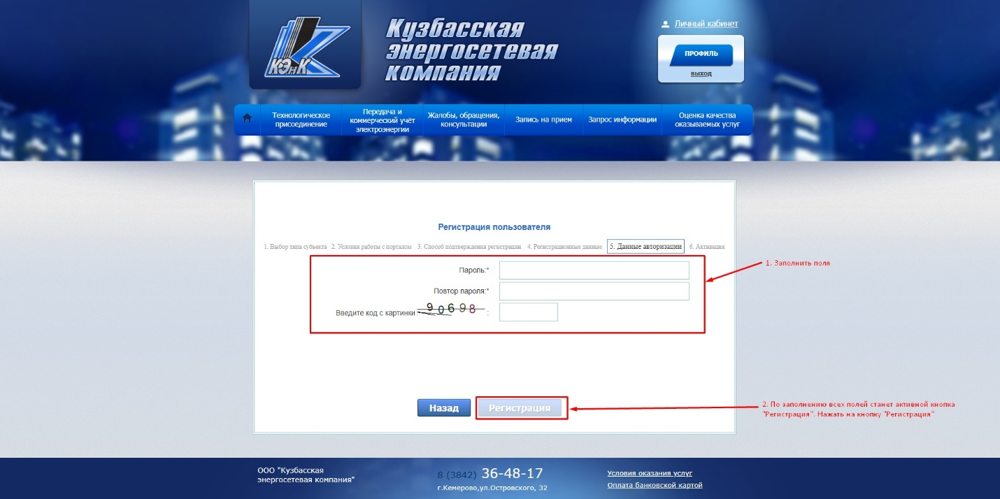 КЭнК
Кузбасская
энергосетевая
компания
Личный кабинет
ПРОФИЛЬ
выход
Технологическое
присоединение
Передача и
коммерческий учёт
электроэнергии
Жалобы, обращения,
консультации
Запись на прием
Запрос информации
Оценка качества
оказываемых услуг
Регистрация пользователя
1. Выбор типа субъекта 2. Условия работы с порталом 3. Способ подтверждения регистрации 4. Регистрационные данные 5. Данные авторизации 6. Активация
Пароль:*
Повтор пароля:*
Введите код с картинки : 90698 :
1. Заполнить поля
Назад
Регистрация
2. По заполнению всех полей станет активной кнопка
"Регистрация". Нажать на кнопку "Регистрация"
ООО "Кузбасская
энергосетевая компания"
8 (3842) 36-48-17
г.Кемерово,ул.Островского, 32
Условия оказания услуг
Оплата банковской картой